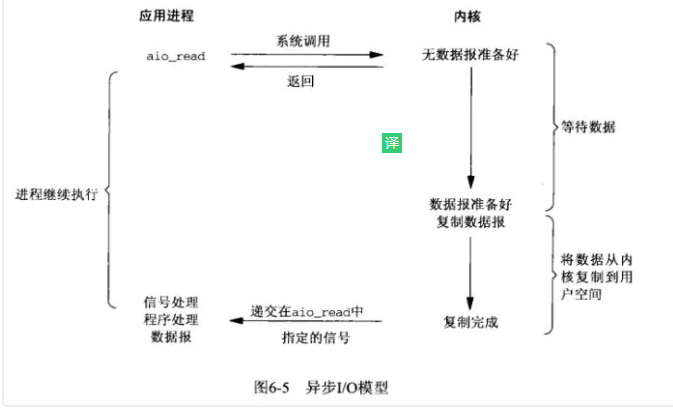 应用进程
内核
aio_read
系统调用
无数据报准备好
返回
译
等待数据
进程继续执行
数据报准备好
复制数据报
将数据从内
核复制到用
户空间
信号处理
程序处理
数据报
递交在aio_read中
指定的信号
复制完成
图6-5 异步I/O模型